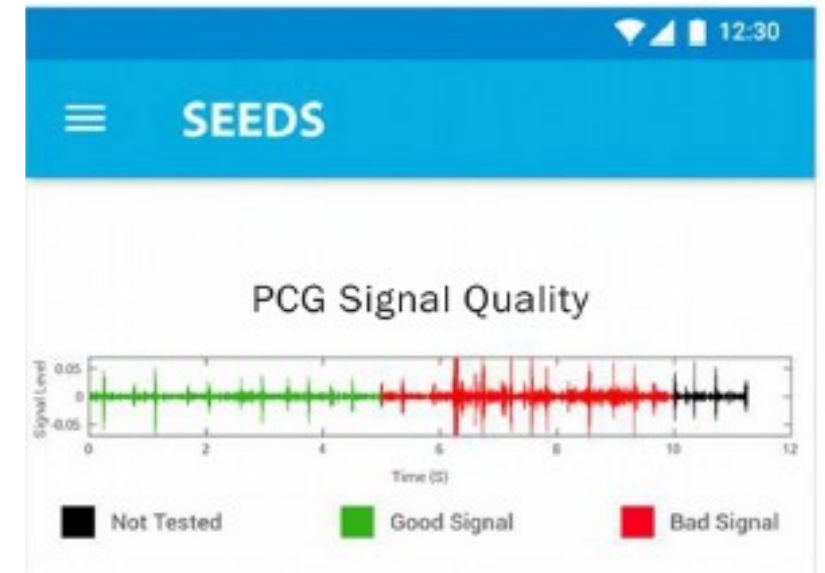 12:30
SEEDS
PCG Signal Quality
Signal Level
0.05
0
-0.05
0 2 4 6 8 10 12
Time (S)
Not Tested Good Signal Bad Signal